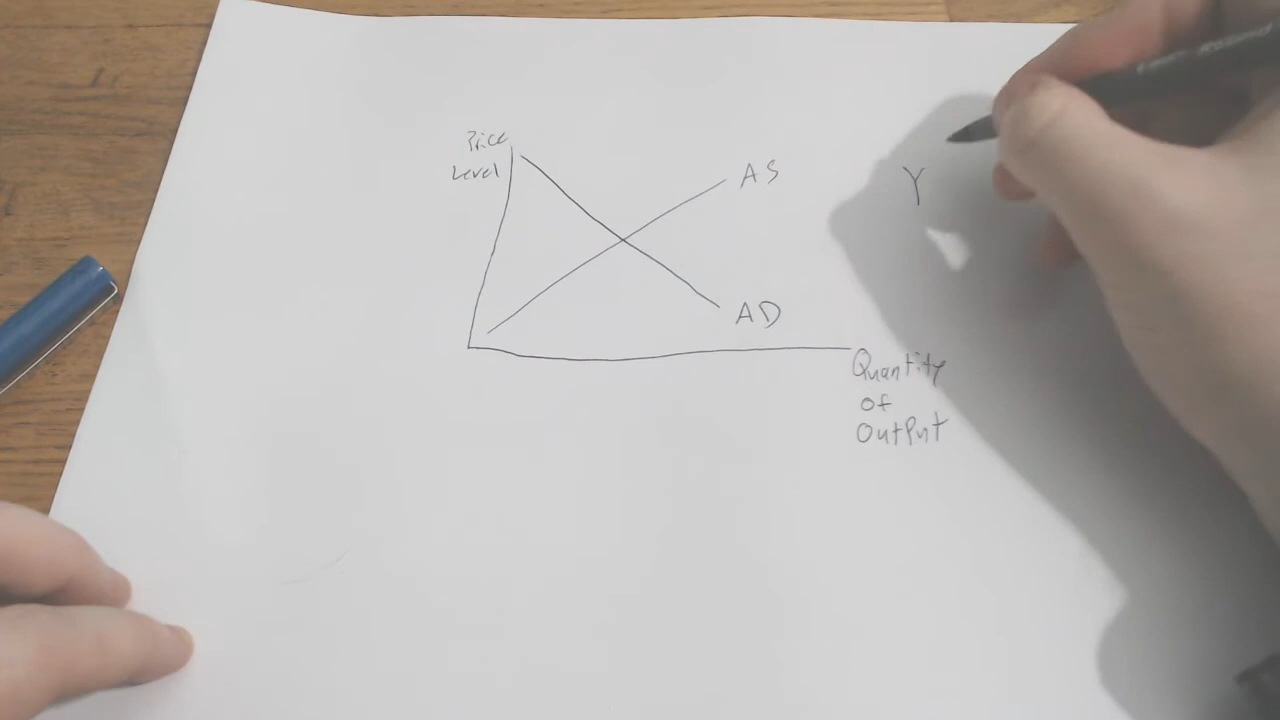 Price
Level
AS
Y
AD
Quantity
of
Output